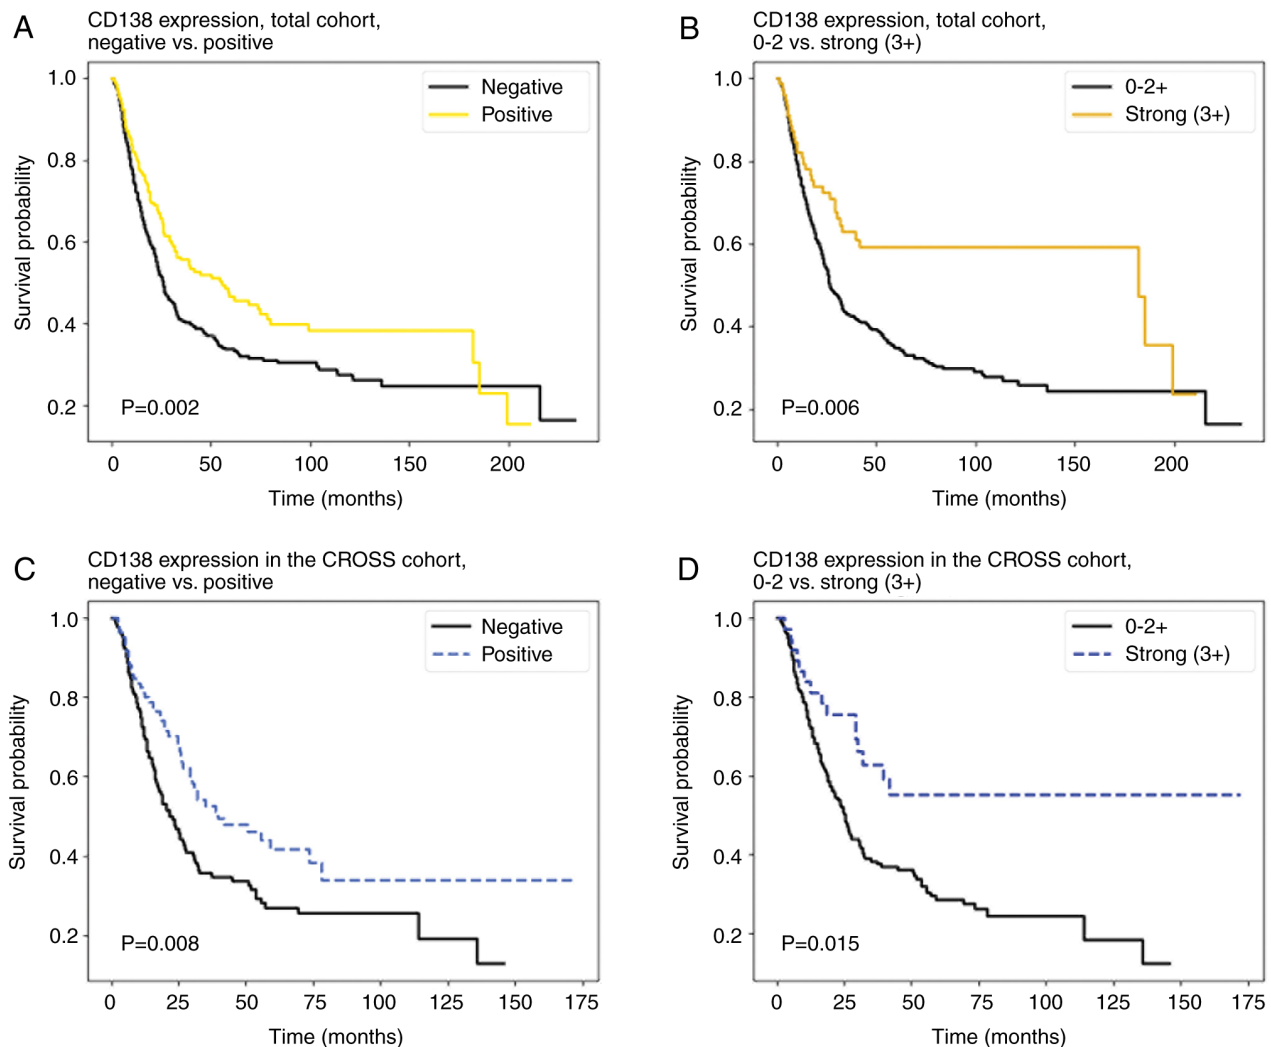 A
CD138 expression, total cohort,
negative vs. positive
Survival probability
1.0
0.8
0.6
0.4
0.2
Negative
Positive
P=0.002
0 50 100 150 200
Time (months)
B
CD138 expression, total cohort,
0-2 vs. strong (3+)
Survival probability
1.0
0.8
0.6
0.4
0.2
0-2+
Strong (3+)
P=0.006
0 50 100 150 200
Time (months)
C
CD138 expression in the CROSS cohort,
negative vs. positive
Survival probability
1.0
0.8
0.6
0.4
0.2
Negative
Positive
P=0.008
0 25 50 75 100 125 150 175
Time (months)
D
CD138 expression in the CROSS cohort,
0-2 vs. strong (3+)
Survival probability
1.0
0.8
0.6
0.4
0.2
0-2+
Strong (3+)
P=0.015
0 25 50 75 100 125 150 175
Time (months)